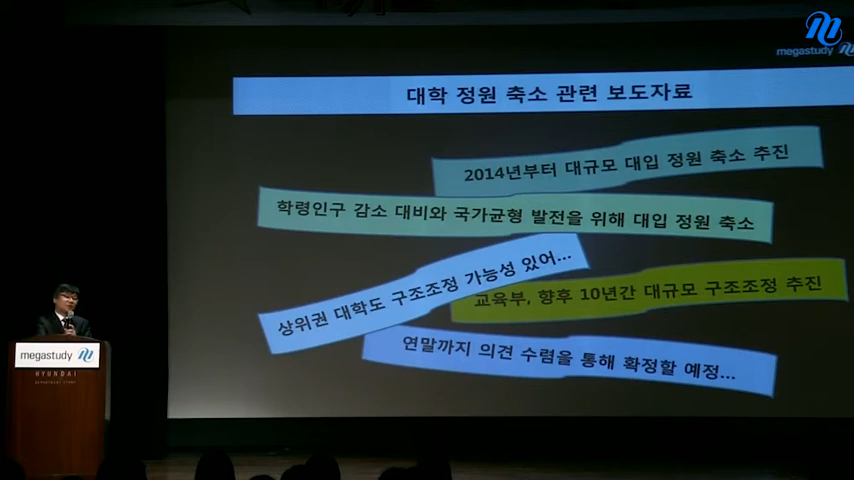 megastudy
대학 정원 축소 관련 보도자료
2014년부터 대규모 대입 정원 축소 추진
학령인구 감소 대비와 국가균형 발전을 위해 대입 정원 축소
상위권 대학도 구조조정 가능성 있어...
교육부, 향후 10년간 대규모 구조조정 추진
연말까지 의견 수렴을 통해 확정할 예정...
megastudy
HYUNDAI
DEPARTMENT STORE